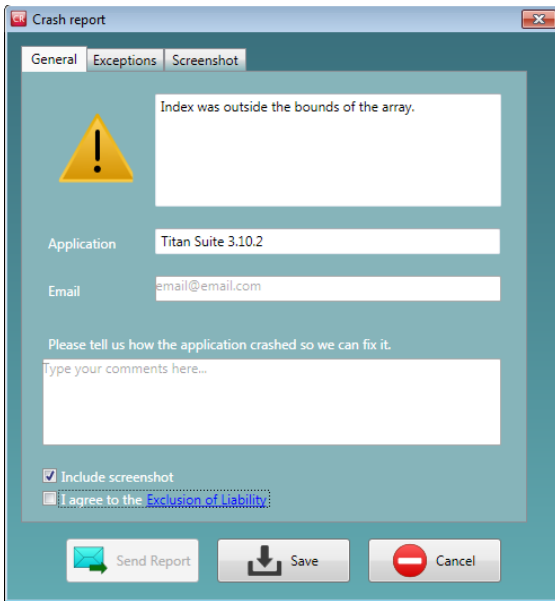 CR Crash report
General Exceptions Screenshot
Index was outside the bounds of the array.
Application Titan Suite 3.10.2
Email email@email.com
Please tell us how the application crashed so we can fix it.
Type your comments here...
Include screenshot
I agree to the Exclusion of Liability
Send Report Save Cancel